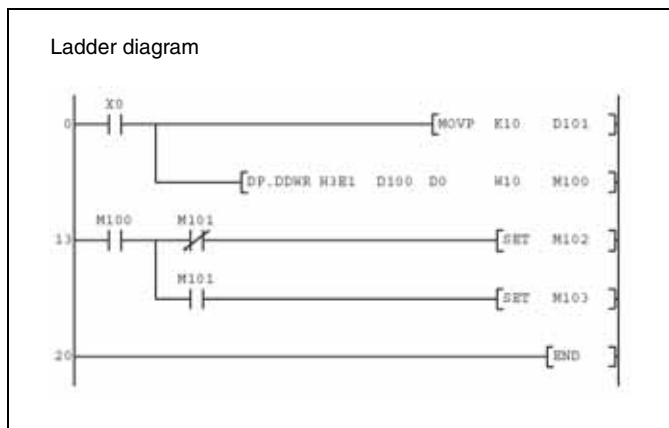 Ladder diagram
X0
0 MOVP K10 D101
DP.DDWR H3E1 D100 D0 W10 M100
M100 M101
13 SET M102
M101
SET M103
20 END